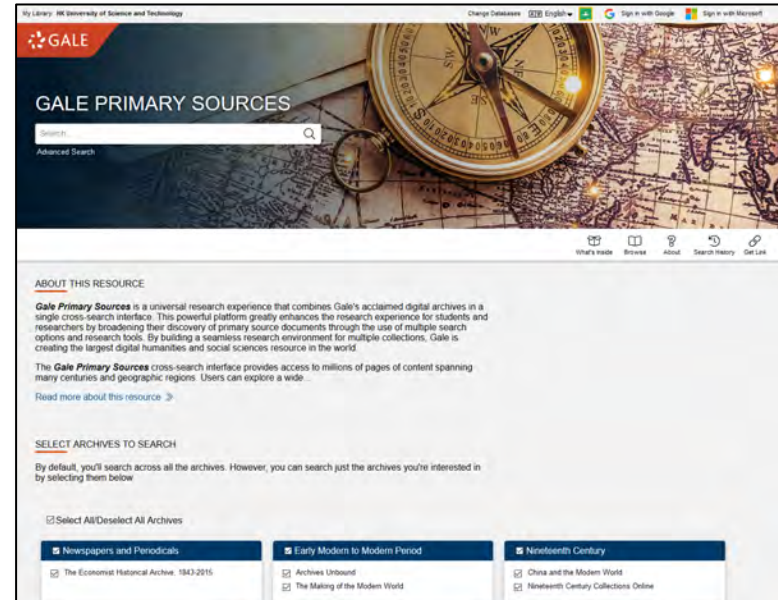 My Library: HK University of Science and Technology
Change Databases
English
Sign in with Google
Sign in with Microsoft
GALE
GALE PRIMARY SOURCES
Search...
Advanced Search
What's Inside
Browse
About
Search History
Get Link
ABOUT THIS RESOURCE
Gale Primary Sources is a universal research experience that combines Gale's acclaimed digital archives in a
single cross-search interface. This powerful platform greatly enhances the research experience for students and
researchers by broadening their discovery of primary source documents through the use of multiple search
options and research tools. By building a seamless research environment for multiple collections, Gale is
creating the largest digital humanities and social sciences resource in the world.
The Gale Primary Sources cross-search interface provides access to millions of pages of content spanning
many centuries and geographic regions. Users can explore a wide...
Read more about this resource
SELECT ARCHIVES TO SEARCH
By default, you'll search across all the archives. However, you can search just the archives you're interested in
by selecting them below
Select All/Deselect All Archives
Newspapers and Periodicals
The Economist Historical Archive, 1843-2015
Early Modern to Modern Period
Archives Unbound
The Making of the Modern World
Nineteenth Century
China and the Modern World
Nineteenth Century Collections Online